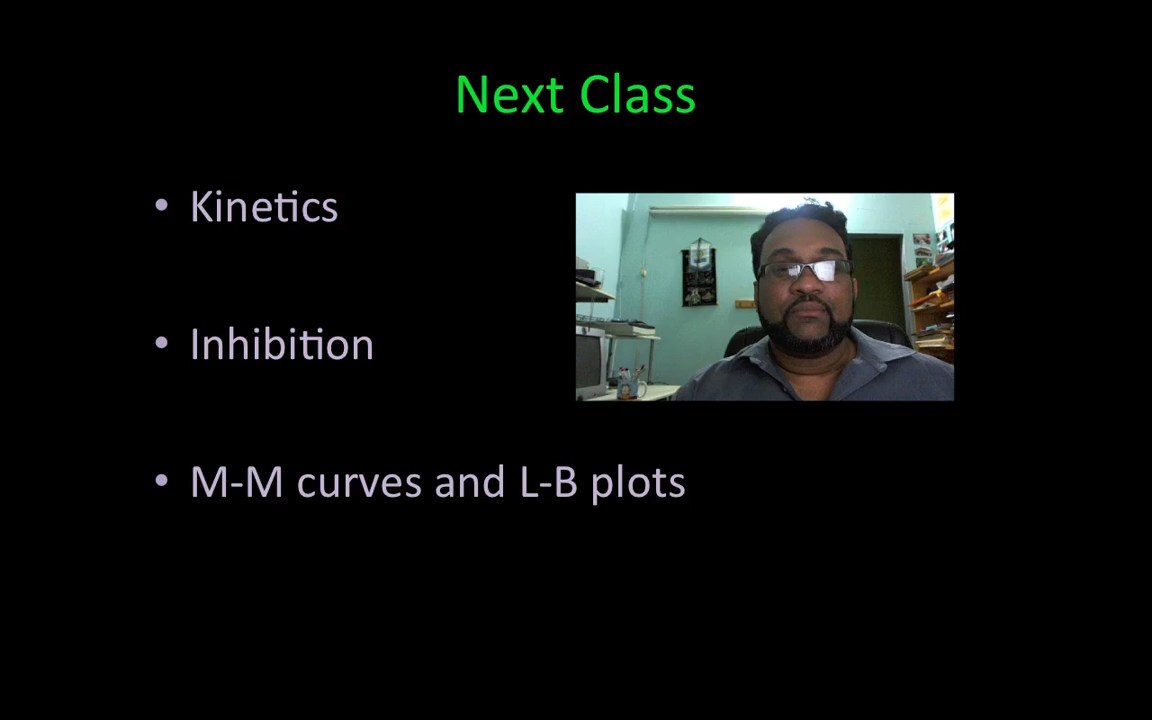 Next Class
• Kinetics
• Inhibition
• M-M curves and L-B plots